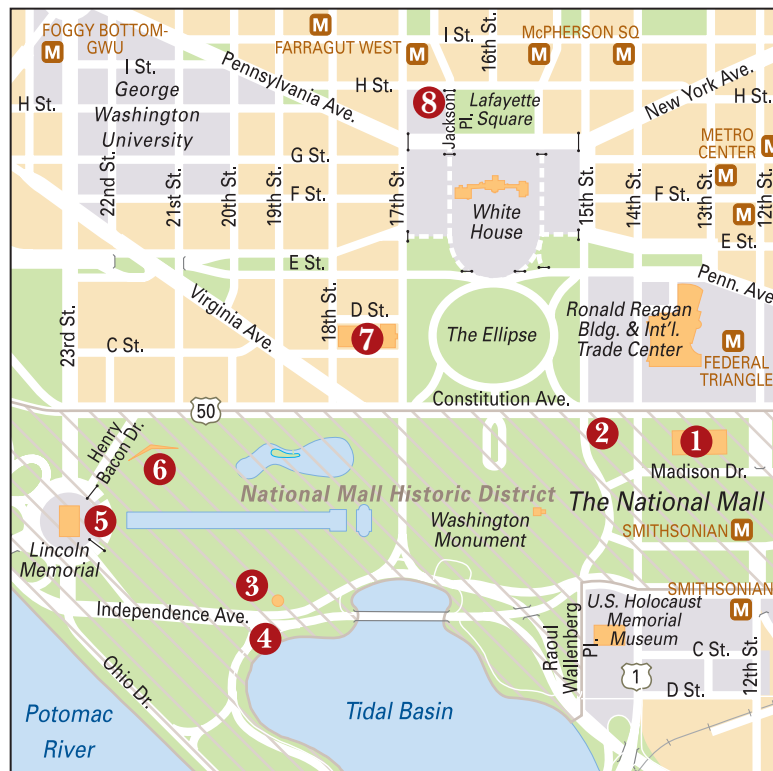 FOGGY BOTTOM-
GWU
M
M
FARRAGUT WEST
M
I St.
16th St.
McPHERSON SQ
M
M
I St.
Pennsylvania Ave.
H St.
George
Washington
University
H St.
8
Jackson
Pl.
Lafayette
Square
New York Ave.
H St.
METRO
CENTER
M
M
M
G St.
F St.
22nd St.
21st St.
20th St.
19th St.
17th St.
White
House
15th St.
14th St.
F St.
13th St.
12th St.
E St.
E St.
Penn. Ave.
Virginia Ave.
23rd St.
C St.
18th St.
D St.
7
The Ellipse
Ronald Reagan
Bldg. & Int'l.
Trade Center
M
FEDERAL
TRIANGLE
Constitution Ave.
50
Henry
Bacon Dr.
6
2
1
Madison Dr.
National Mall Historic District
The National Mall
5
Lincoln
Memorial
Washington
Monument
SMITHSONIAN
M
3
Independence Ave.
4
SMITHSONIAN
M
U.S. Holocaust
Memorial
Museum
Raoul
Wallenberg
Pl.
C St.
1
D St.
12th St.
Ohio Dr.
Potomac
River
Tidal Basin